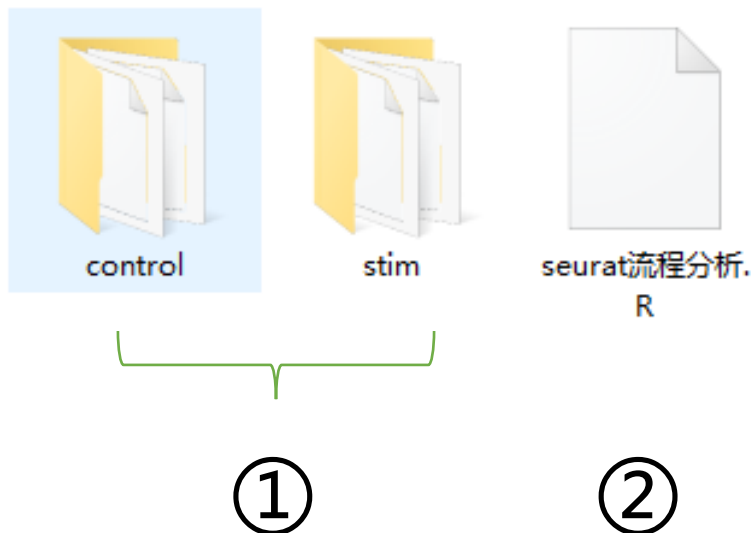 control
stim
seurat流程分析.
R
①
②